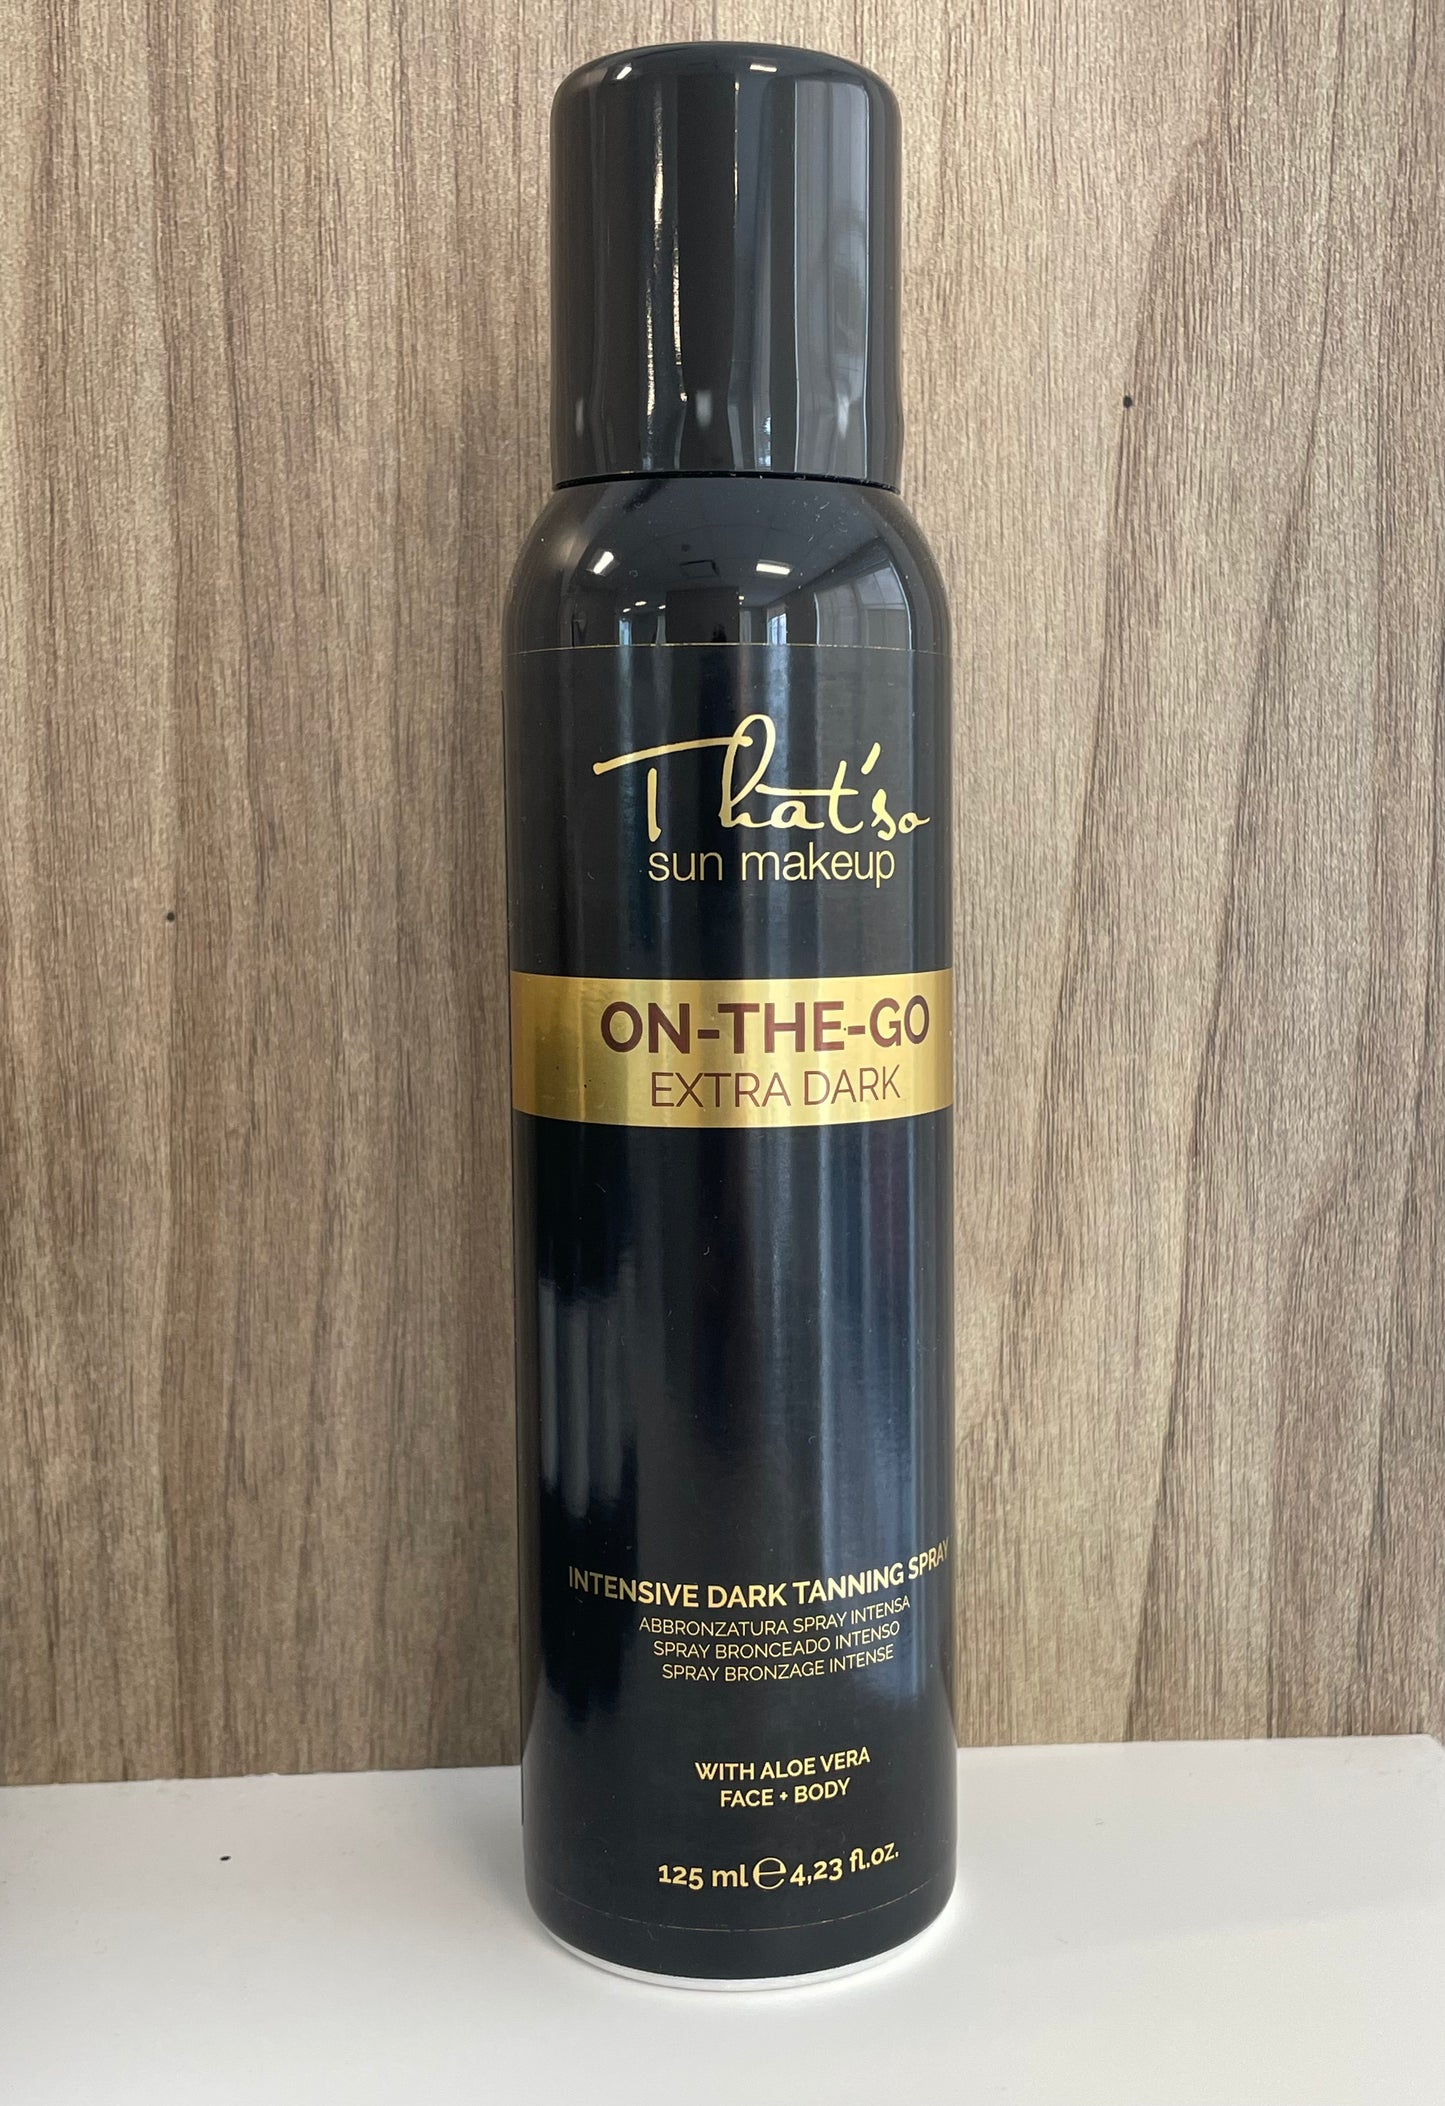 That'so
sun makeup
ON-THE-GO
EXTRA DARK
INTENSIVE DARK TANNING SPRAY
ABBRONZATURA SPRAY INTENSA
SPRAY BRONCEADO INTENSO
SPRAY BRONZAGE INTENSE
WITH ALOE VERA
FACE + BODY
125 ml ℮ 4,23 fl.oz.